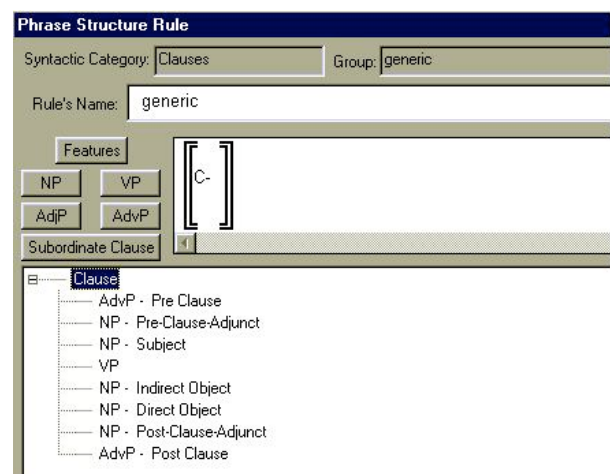 Phrase Structure Rule
Syntactic Category: Clauses Group: generic
Rule's Name: generic
Features
NP VP
AdjP AdvP
Subordinate Clause
C-
Clause
AdvP - Pre Clause
NP - Pre-Clause-Adjunct
NP - Subject
VP
NP - Indirect Object
NP - Direct Object
NP - Post-Clause-Adjunct
AdvP - Post Clause